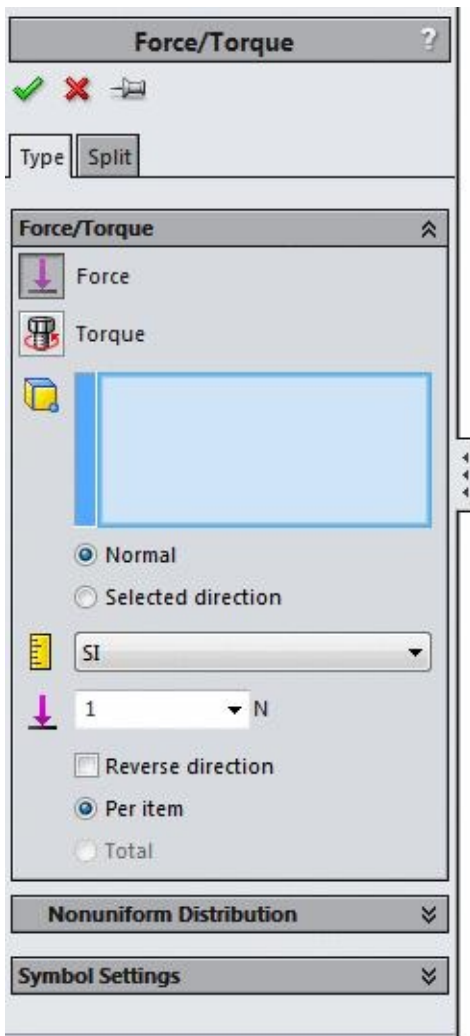 Force/Torque ?
Type Split
Force/Torque
Force
Torque
Normal
Selected direction
SI
1 N
Reverse direction
Per item
Total
Nonuniform Distribution
Symbol Settings